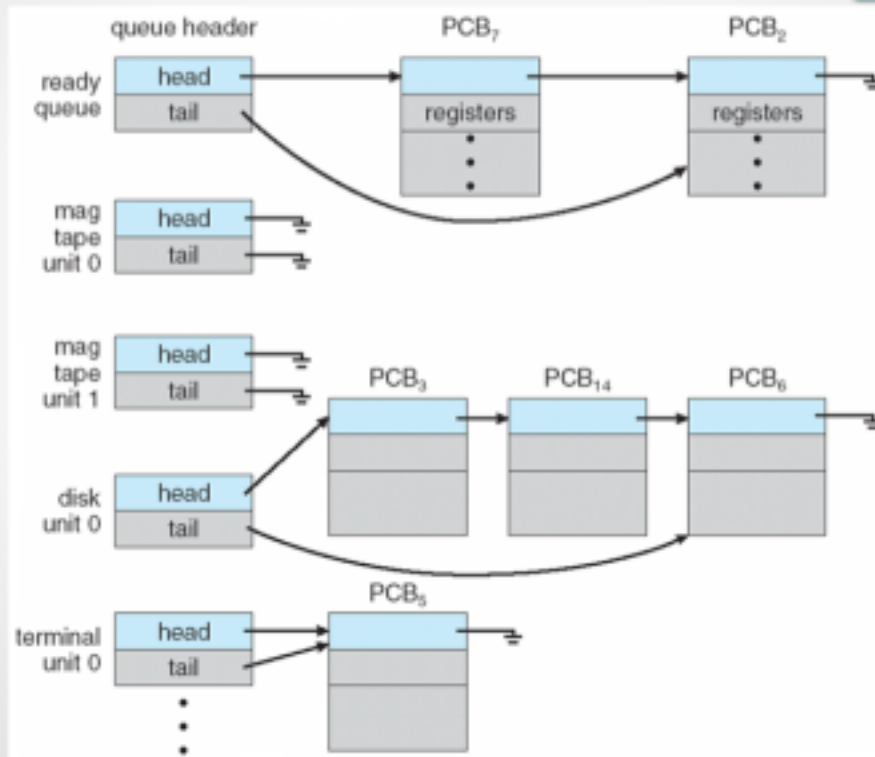 queue header
PCB₇
PCB₂
ready
queue
head
tail
registers
registers
mag
tape
unit 0
head
tail
mag
tape
unit 1
head
tail
PCB₃
PCB₁₄
PCB₆
disk
unit 0
head
tail
PCB₅
terminal
unit 0
head
tail